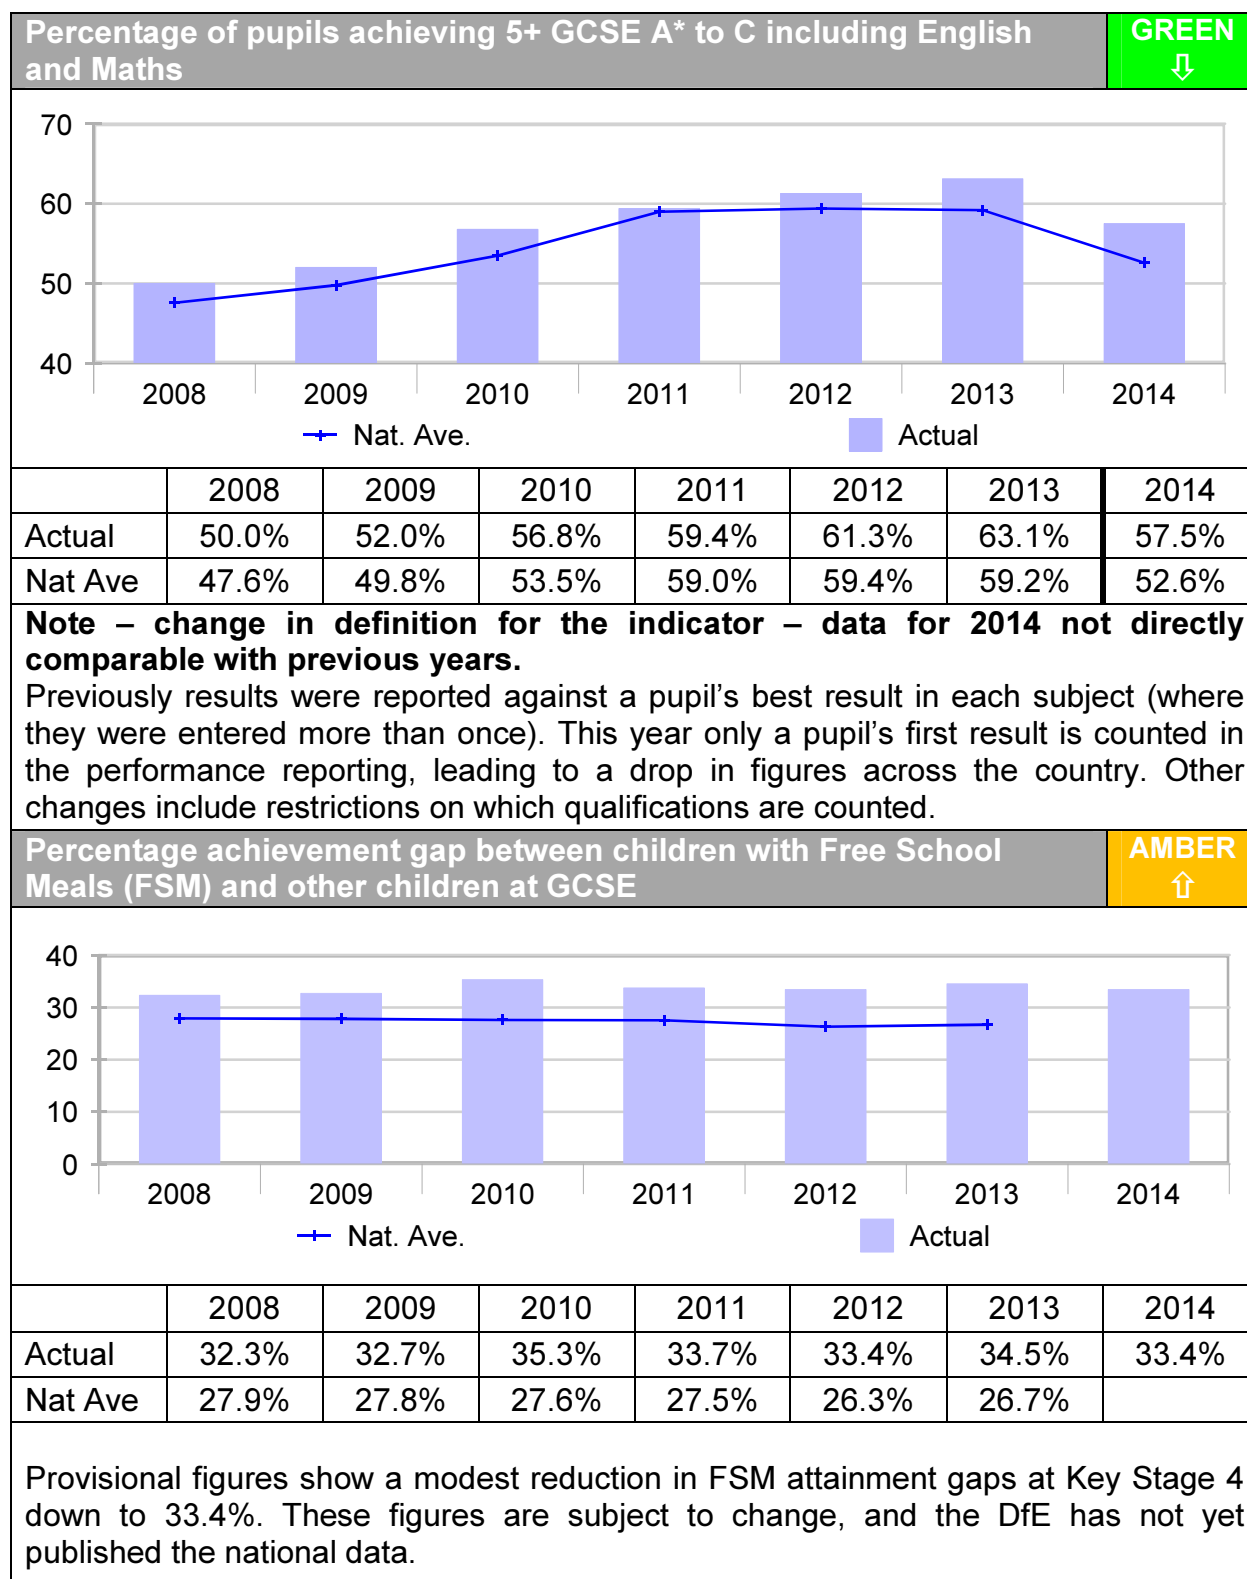 Percentage of pupils achieving 5+ GCSE A* to C including English
and Maths
GREEN
⇩
70
60
50
40
2008 2009 2010 2011 2012 2013 2014
Nat. Ave. Actual
2008 2009 2010 2011 2012 2013 2014
Actual 50.0% 52.0% 56.8% 59.4% 61.3% 63.1% 57.5%
Nat Ave 47.6% 49.8% 53.5% 59.0% 59.4% 59.2% 52.6%
Note – change in definition for the indicator – data for 2014 not directly
comparable with previous years.
Previously results were reported against a pupil’s best result in each subject (where
they were entered more than once). This year only a pupil’s first result is counted in
the performance reporting, leading to a drop in figures across the country. Other
changes include restrictions on which qualifications are counted.
Percentage achievement gap between children with Free School
Meals (FSM) and other children at GCSE
AMBER
⇧
40
30
20
10
0
2008 2009 2010 2011 2012 2013 2014
Nat. Ave. Actual
2008 2009 2010 2011 2012 2013 2014
Actual 32.3% 32.7% 35.3% 33.7% 33.4% 34.5% 33.4%
Nat Ave 27.9% 27.8% 27.6% 27.5% 26.3% 26.7%
Provisional figures show a modest reduction in FSM attainment gaps at Key Stage 4
down to 33.4%. These figures are subject to change, and the DfE has not yet
published the national data.